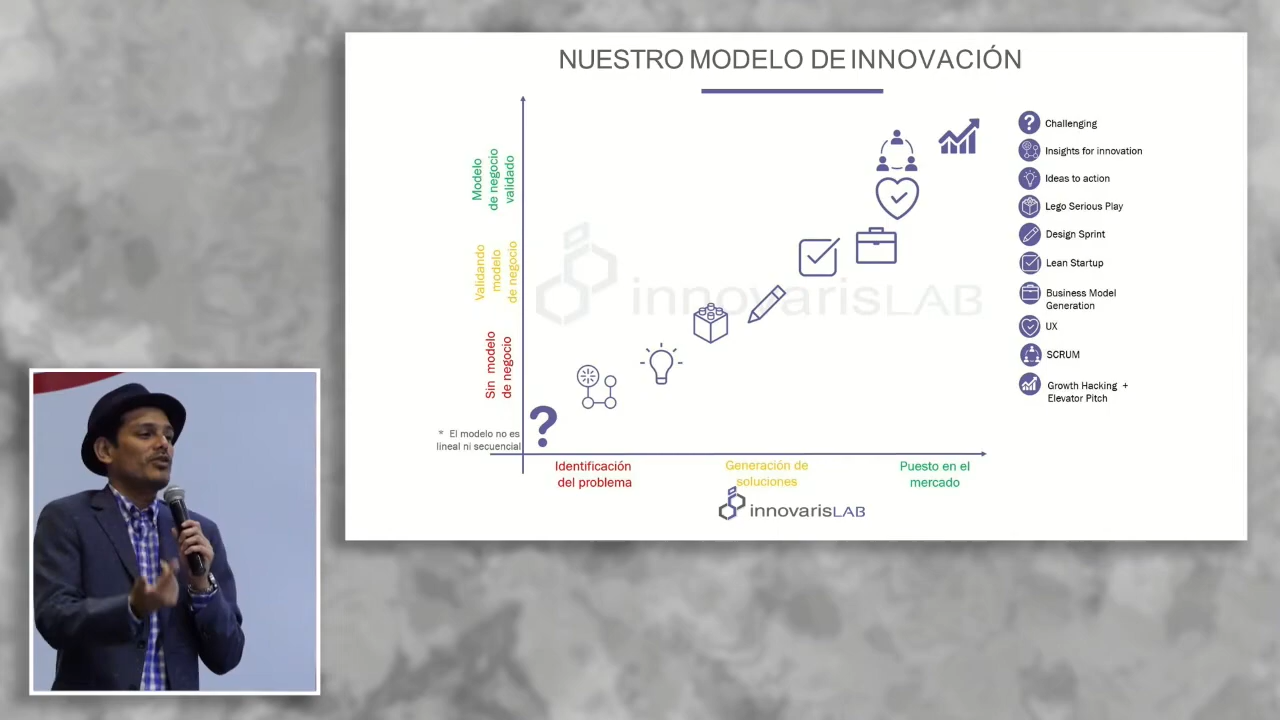 NUESTRO MODELO DE INNOVACIÓN
Modelo
de negocio
validado
Validando
modelo
de negocio
Sin modelo
de negocio
* El modelo no es
lineal ni secuencial
Identificación
del problema
Generación de
soluciones
Puesto en el
mercado
innovarisLAB
innovarisLAB
?
Challenging
Insights for innovation
Ideas to action
Lego Serious Play
Design Sprint
Lean Startup
Business Model
Generation
UX
SCRUM
Growth Hacking +
Elevator Pitch